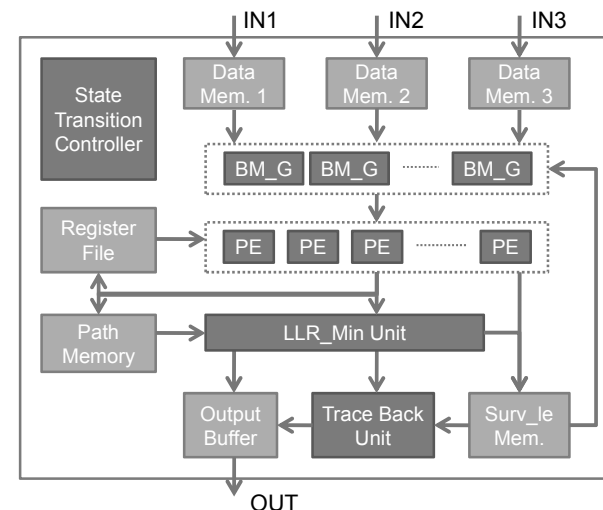 IN1 IN2 IN3
State
Transition
Controller
Data
Mem. 1
Data
Mem. 2
Data
Mem. 3
BM_G BM_G BM_G
Register
File
PE PE PE PE
Path
Memory
LLR_Min Unit
Output
Buffer
Trace Back
Unit
Surv_le
Mem.
OUT